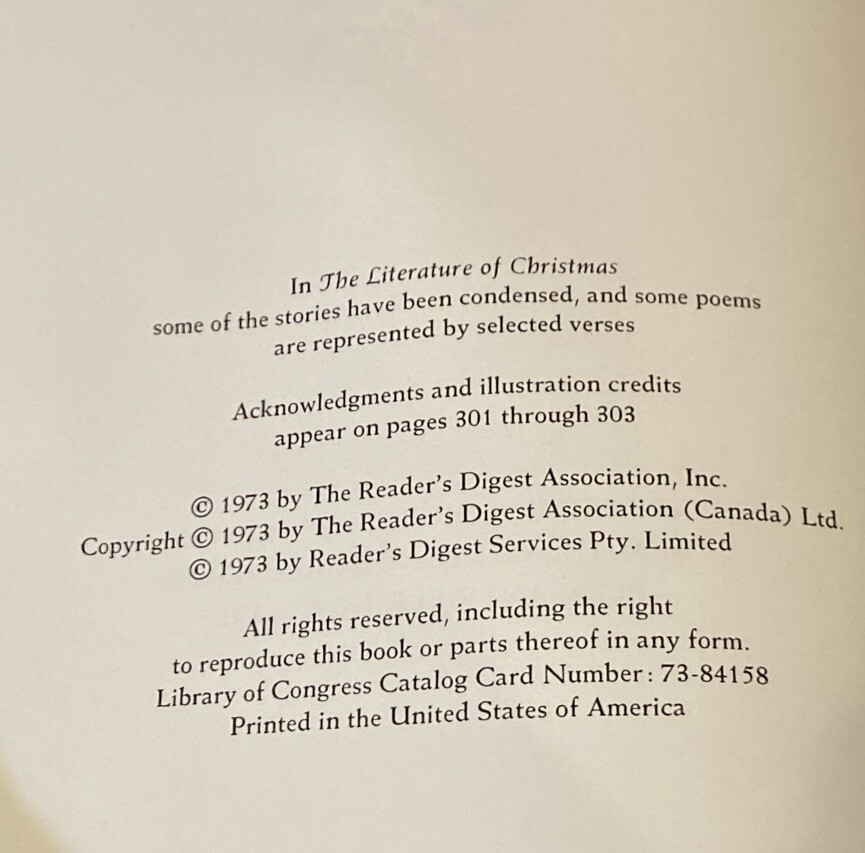 In The Literature of Christmas
some of the stories have been condensed, and some poems
are represented by selected verses
Acknowledgments and illustration credits
appear on pages 301 through 303
© 1973 by The Reader's Digest Association, Inc.
Copyright © 1973 by The Reader's Digest Association (Canada) Ltd.
© 1973 by Reader's Digest Services Pty. Limited
All rights reserved, including the right
to reproduce this book or parts thereof in any form.
Library of Congress Catalog Card Number: 73-84158
Printed in the United States of America